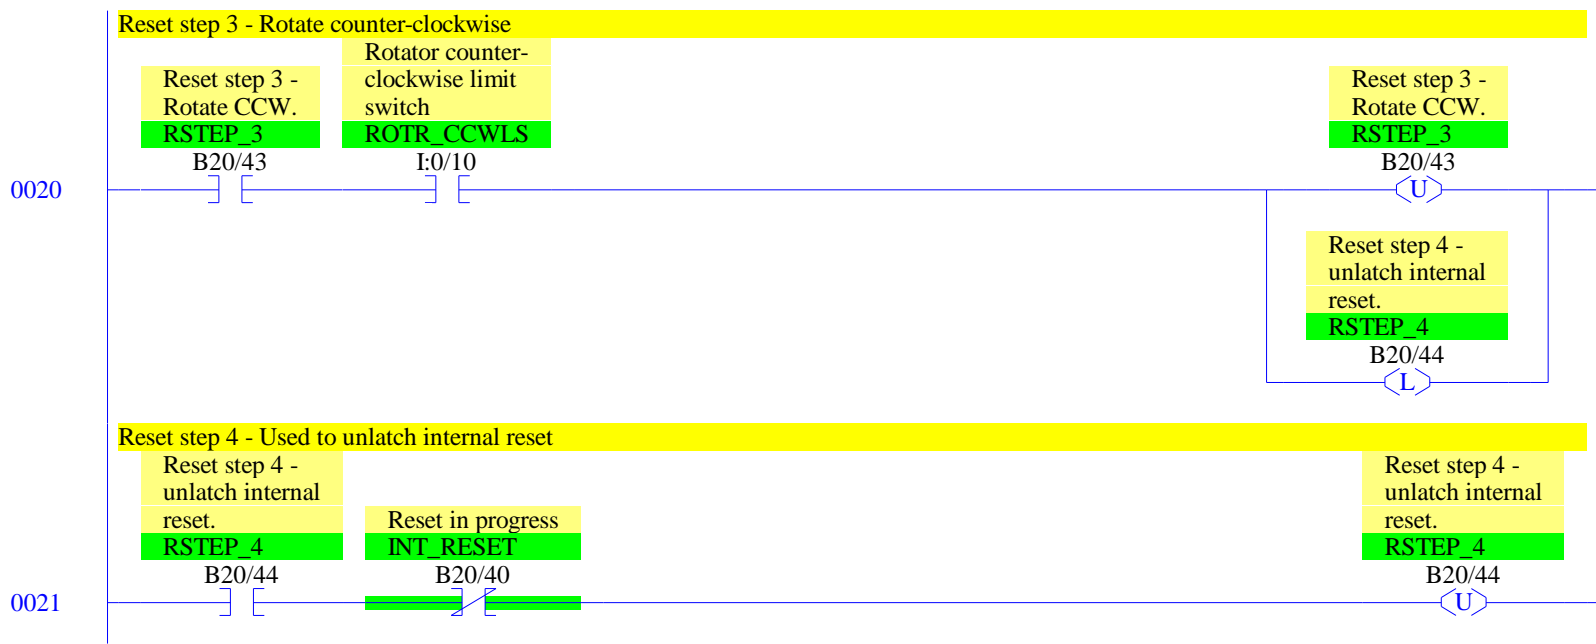 Reset step 3 - Rotate counter-clockwise
Reset step 3 -
Rotate CCW.
RSTEP_3
B20/43
Rotator counter-
clockwise limit
switch
ROTR_CCWLS
I:0/10
Reset step 3 -
Rotate CCW.
RSTEP_3
B20/43
0020
U
Reset step 4 -
unlatch internal
reset.
RSTEP_4
B20/44
L
Reset step 4 - Used to unlatch internal reset
Reset step 4 -
unlatch internal
reset.
RSTEP_4
B20/44
Reset in progress
INT_RESET
B20/40
Reset step 4 -
unlatch internal
reset.
RSTEP_4
B20/44
0021
U